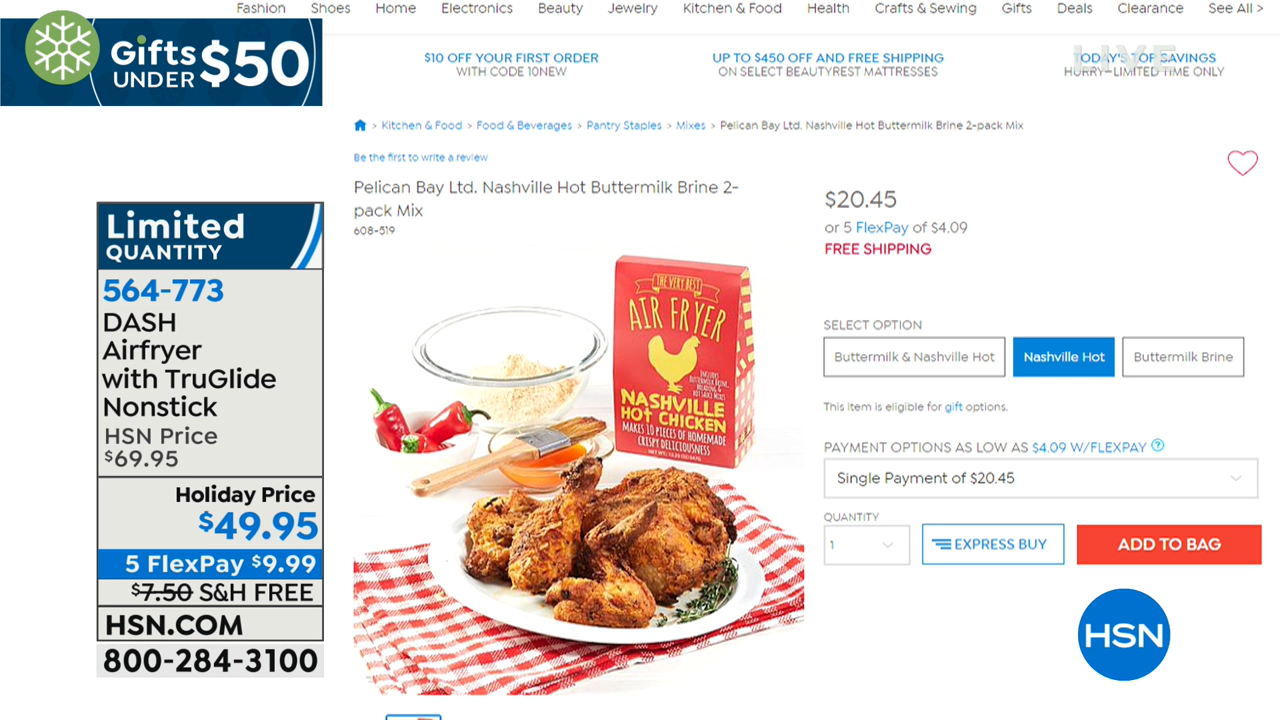 Fashion Shoes Home Electronics Beauty Jewelry Kitchen & Food Health Crafts & Sewing Gifts Deals Clearance See All >
Gifts
UNDER
$50
$10 OFF YOUR FIRST ORDER
WITH CODE 10NEW
UP TO $450 OFF AND FREE SHIPPING
ON SELECT BEAUTYREST MATTRESSES
TODAY'S TOP SAVINGS
HURRY–LIMITED TIME ONLY
LIVE
> Kitchen & Food > Food & Beverages > Pantry Staples > Mixes > Pelican Bay Ltd. Nashville Hot Buttermilk Brine 2-pack Mix
Be the first to write a review
Pelican Bay Ltd. Nashville Hot Buttermilk Brine 2-
pack Mix
608-519
Limited
QUANTITY
564-773
DASH
Airfryer
with TruGlide
Nonstick
HSN Price
$69.95
Holiday Price
$49.95
5 FlexPay $9.99
$7.50 S&H FREE
HSN.COM
800-284-3100
THE VERY BEST
AIR FRYER
INCLUDES
BUTTERMILK BRINE,
BREADING &
HOT SAUCE MIXES
NASHVILLE
HOT CHICKEN
MAKES 10 PIECES OF HOMEMADE
CRISPY DELICIOUSNESS
$20.45
or 5 FlexPay of $4.09
FREE SHIPPING
SELECT OPTION
Buttermilk & Nashville Hot
Nashville Hot
Buttermilk Brine
This item is eligible for gift options.
PAYMENT OPTIONS AS LOW AS $4.09 W/FLEXPAY ?
Single Payment of $20.45
QUANTITY
1
EXPRESS BUY
ADD TO BAG
HSN